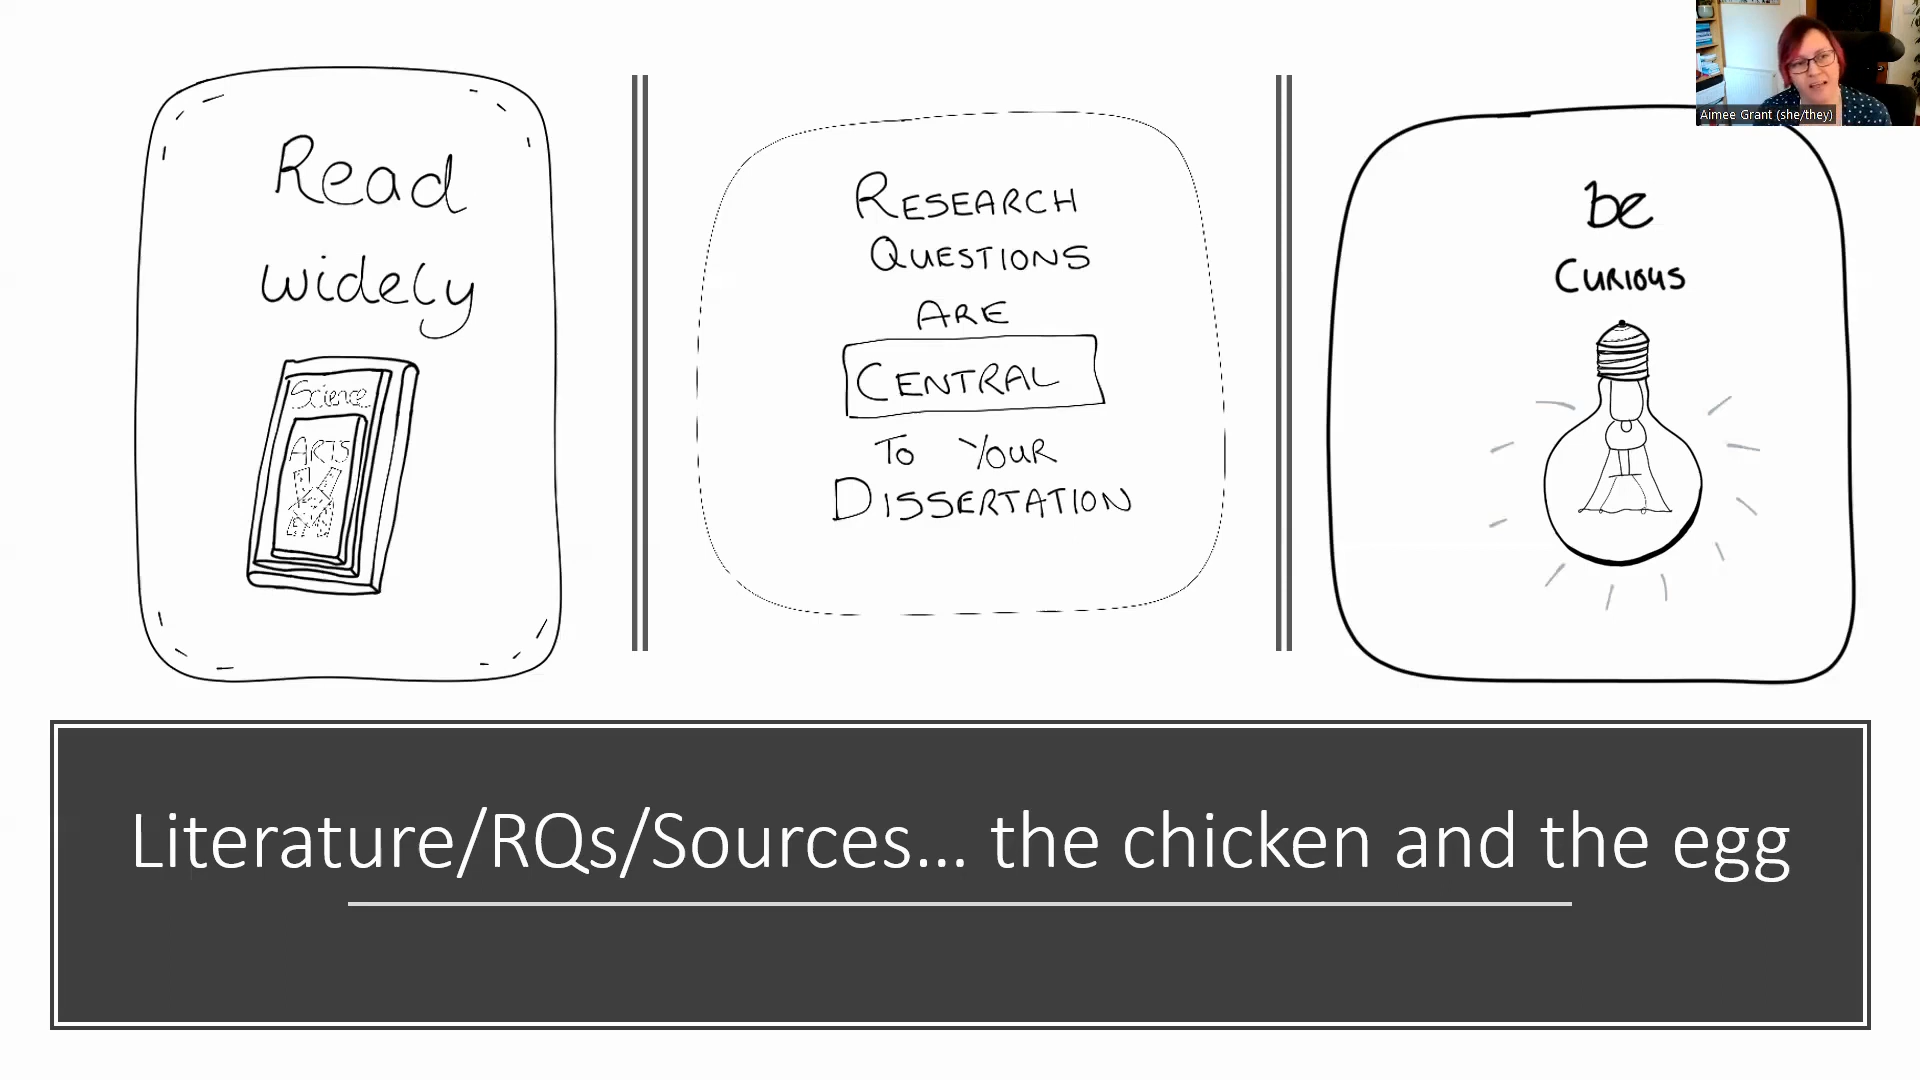 Read
widely
Science
ARTS
RESEARCH
QUESTIONS
ARE
CENTRAL
TO YOUR
DISSERTATION
be
CURIOUS
Aimee Grant (she/they)
Literature/RQs/Sources... the chicken and the egg